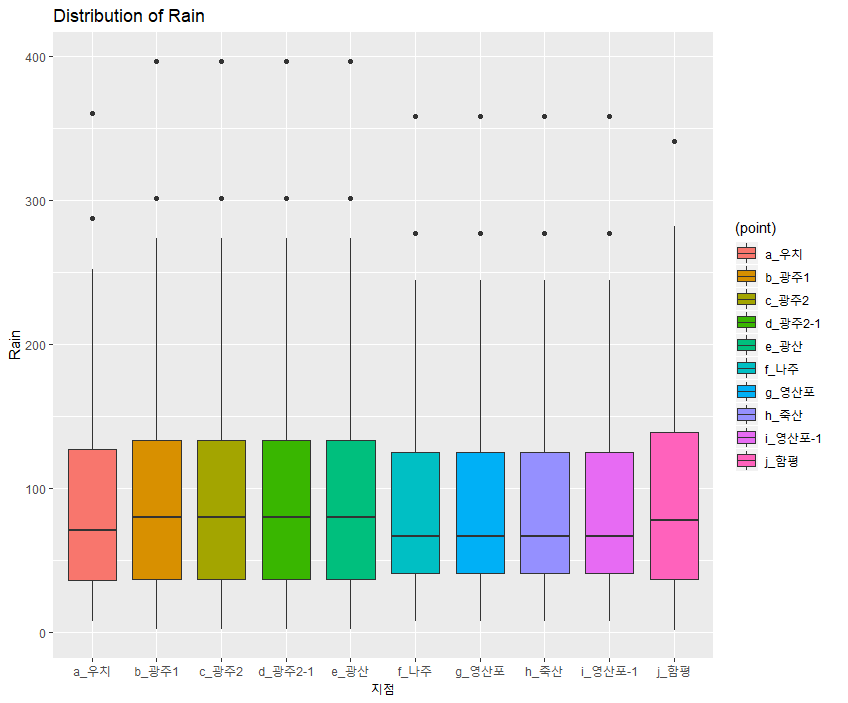 Distribution of Rain
400
300
200
100
0
Rain
a_우치 b_광주1 c_광주2 d_광주2-1 e_광산 f_나주 g_영산포 h_죽산 i_영산포-1 j_함평
지점
(point)
a_우치
b_광주1
c_광주2
d_광주2-1
e_광산
f_나주
g_영산포
h_죽산
i_영산포-1
j_함평